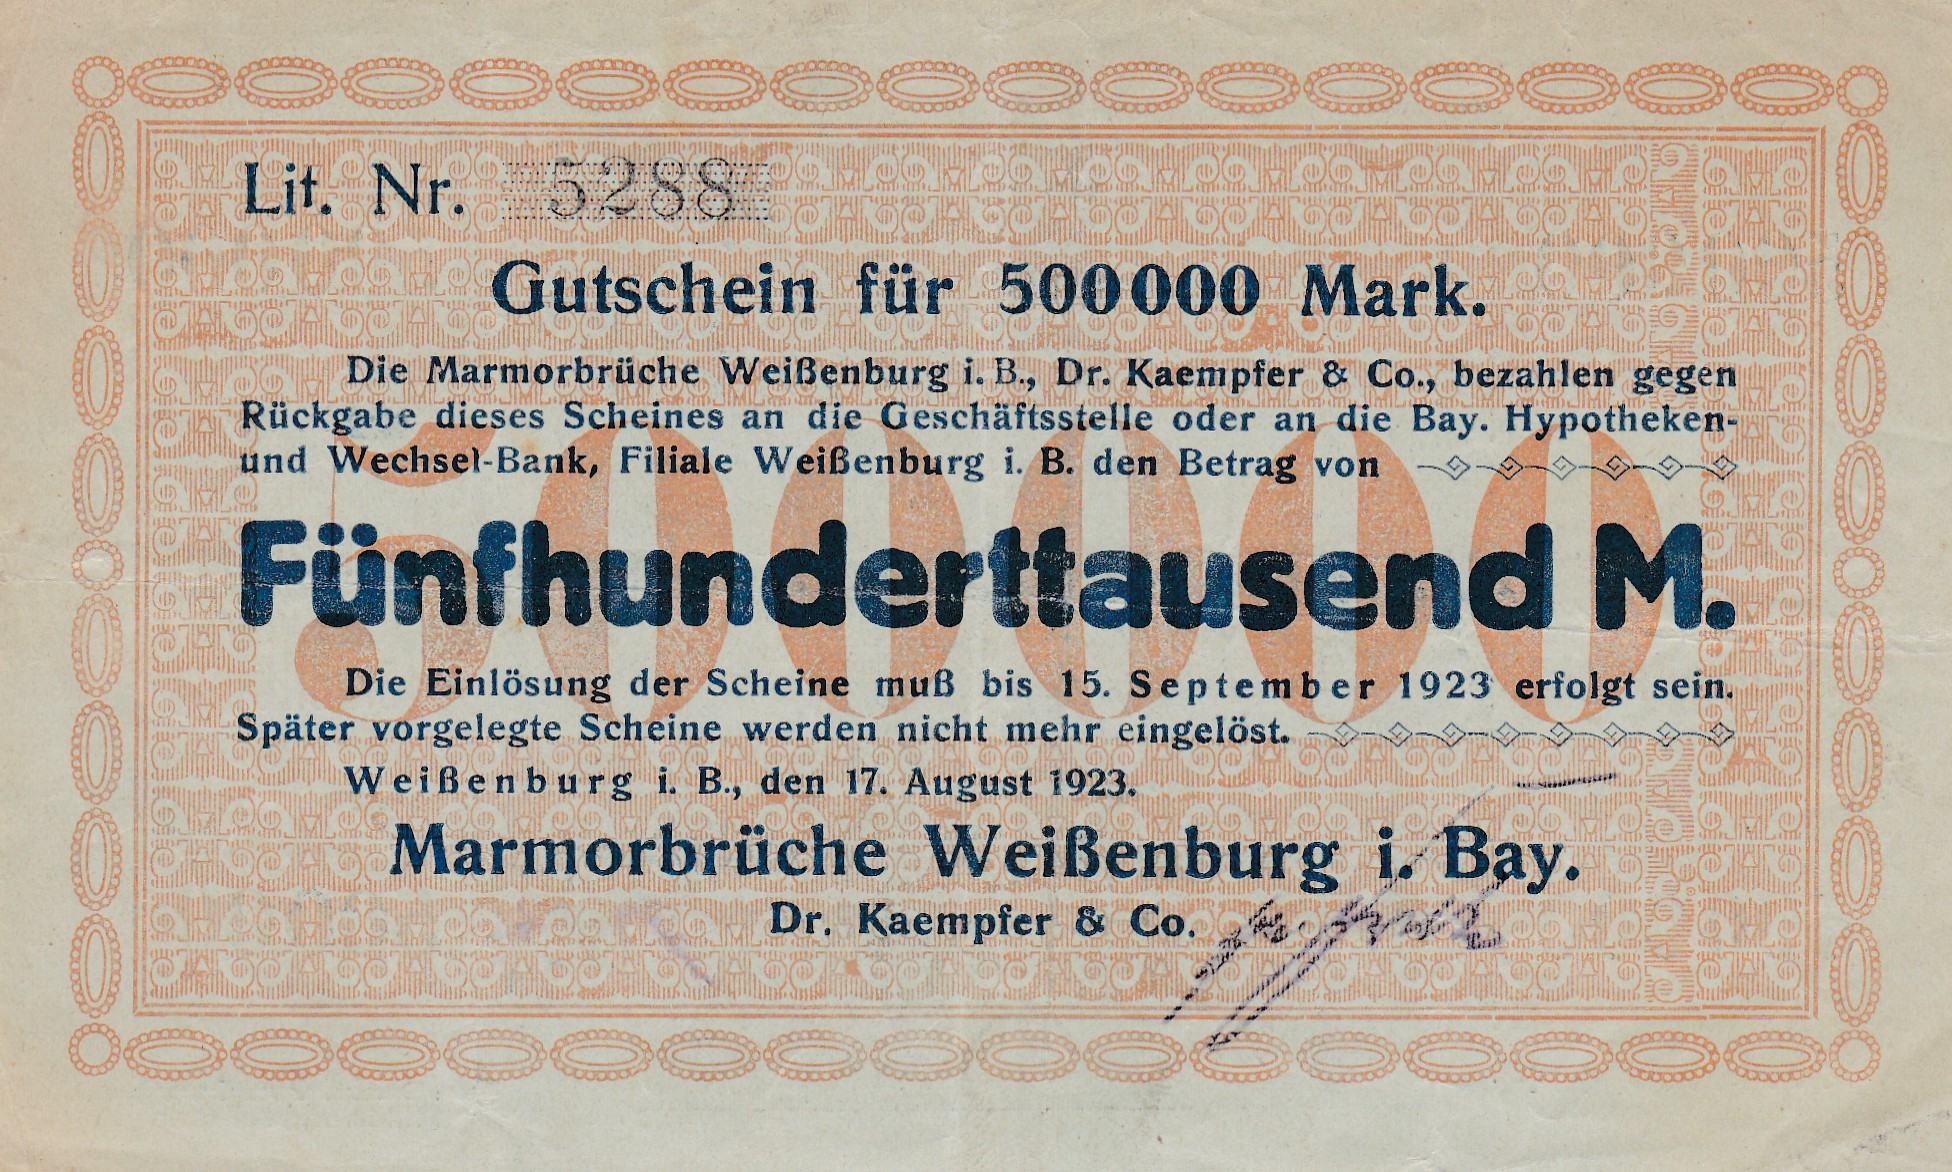 Lit. Nr. 5288
Gutschein für 500000 Mark.
Die Marmorbrüche Weißenburg i. B., Dr. Kaempfer & Co., bezahlen gegen
Rückgabe dieses Scheines an die Geschäftsstelle oder an die Bay. Hypotheken-
und Wechsel-Bank, Filiale Weißenburg i. B. den Betrag von
50000
0
Fünfhunderttausend M.
Die Einlösung der Scheine muß bis 15. September 1923 erfolgt sein.
Später vorgelegte Scheine werden nicht mehr eingelöst.
Weißenburg i. B., den 17. August 1923.
Marmorbrüche Weißenburg i. Bay.
Dr. Kaempfer & Co.